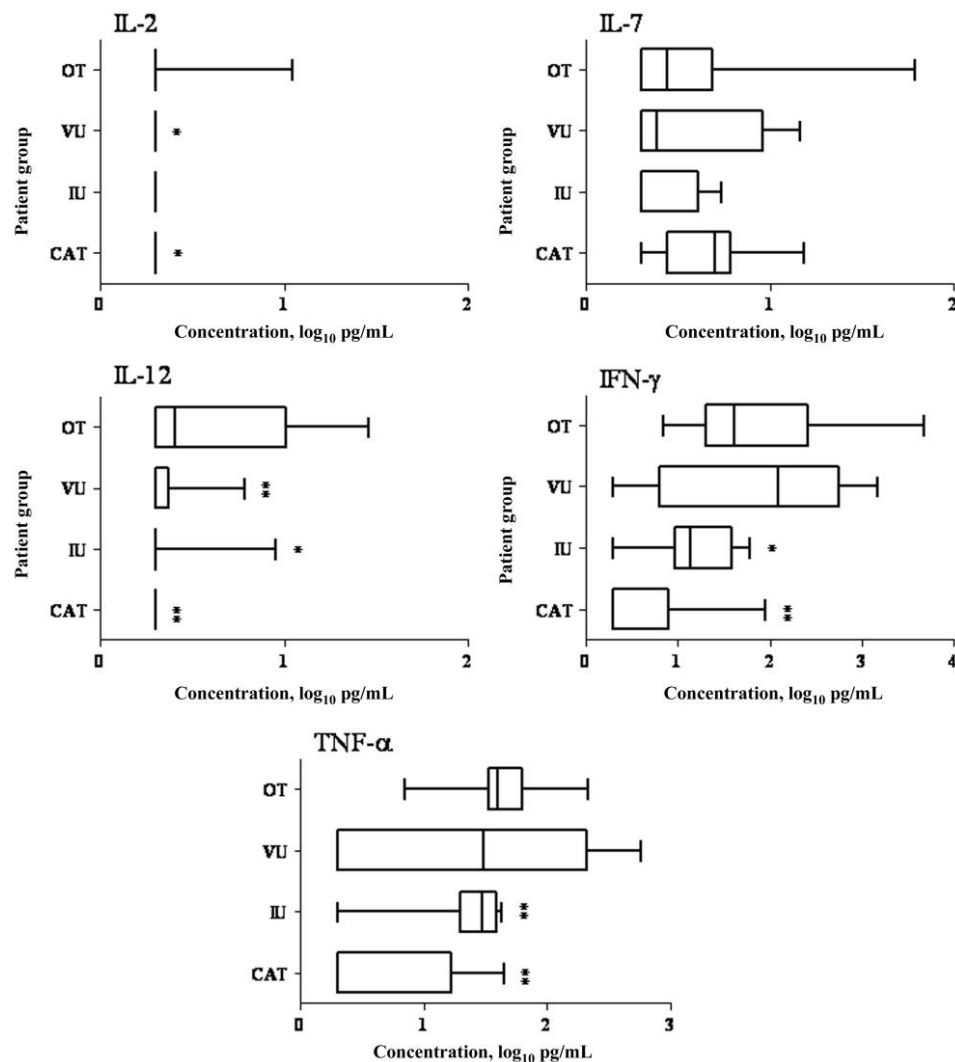 IL-2
Patient group
OT
VU
*
IU
CAT
*
0 1 2
Concentration, log₁₀ pg/mL
IL-7
Patient group
OT
VU
IU
CAT
0 1 2
Concentration, log₁₀ pg/mL
IL-12
Patient group
OT
VU
**
IU
*
CAT
**
0 1 2
Concentration, log₁₀ pg/mL
IFN-γ
Patient group
OT
VU
IU
*
CAT
**
0 1 2 3 4
Concentration, log₁₀ pg/mL
TNF-α
Patient group
OT
VU
IU
**
CAT
**
0 1 2 3
Concentration, log₁₀ pg/mL